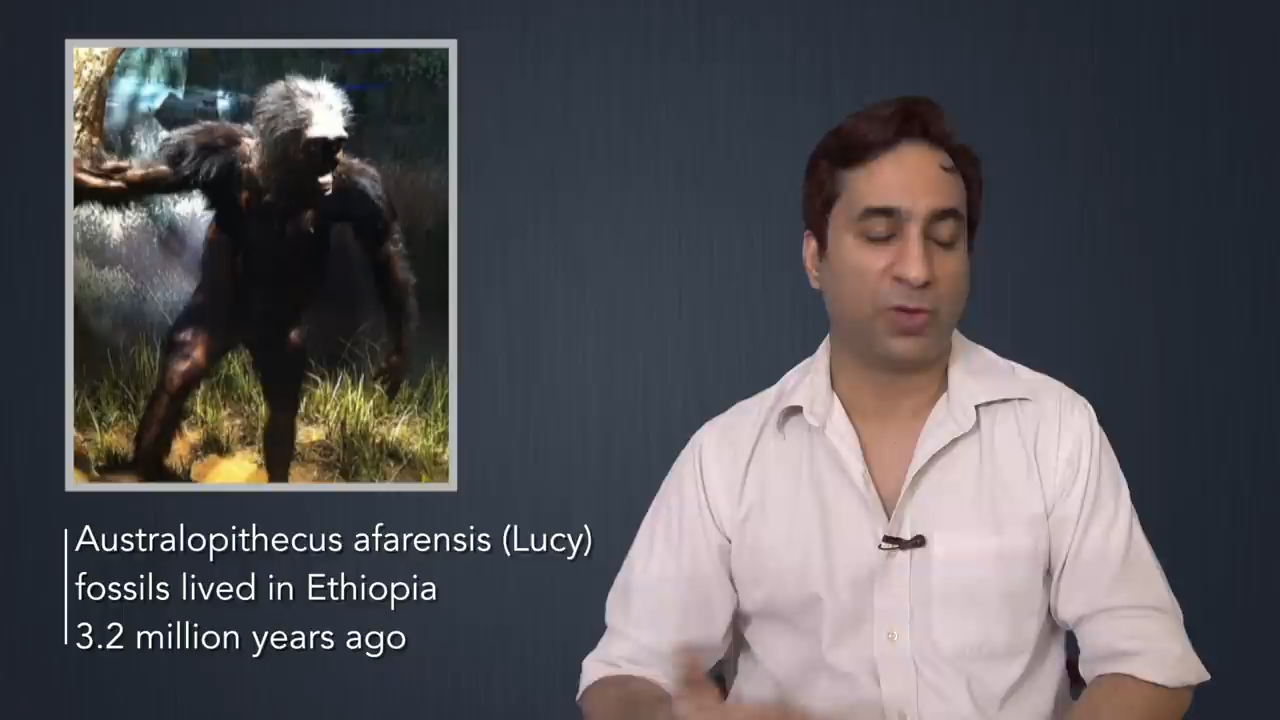 Australopithecus afarensis (Lucy)
fossils lived in Ethiopia
3.2 million years ago